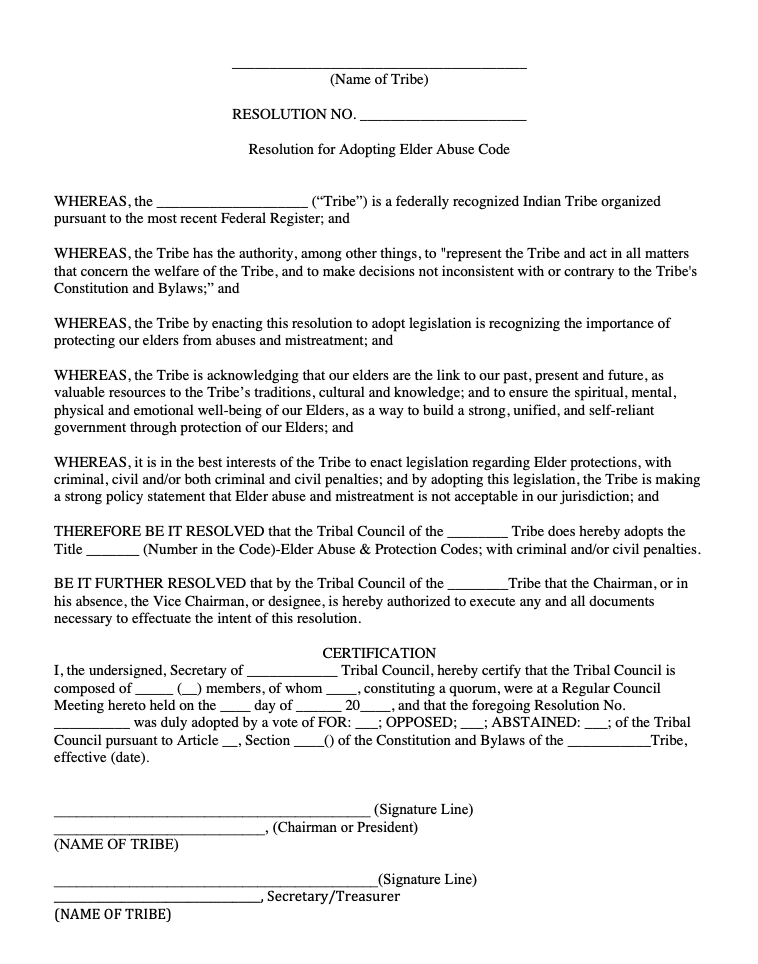 _______________________________________
(Name of Tribe)
RESOLUTION NO. ______________________
Resolution for Adopting Elder Abuse Code
WHEREAS, the ____________________ (“Tribe”) is a federally recognized Indian Tribe organized
pursuant to the most recent Federal Register; and
WHEREAS, the Tribe has the authority, among other things, to "represent the Tribe and act in all matters
that concern the welfare of the Tribe, and to make decisions not inconsistent with or contrary to the Tribe's
Constitution and Bylaws;” and
WHEREAS, the Tribe by enacting this resolution to adopt legislation is recognizing the importance of
protecting our elders from abuses and mistreatment; and
WHEREAS, the Tribe is acknowledging that our elders are the link to our past, present and future, as
valuable resources to the Tribe’s traditions, cultural and knowledge; and to ensure the spiritual, mental,
physical and emotional well-being of our Elders, as a way to build a strong, unified, and self-reliant
government through protection of our Elders; and
WHEREAS, it is in the best interests of the Tribe to enact legislation regarding Elder protections, with
criminal, civil and/or both criminal and civil penalties; and by adopting this legislation, the Tribe is making
a strong policy statement that Elder abuse and mistreatment is not acceptable in our jurisdiction; and
THEREFORE BE IT RESOLVED that the Tribal Council of the ________ Tribe does hereby adopts the
Title _______ (Number in the Code)-Elder Abuse & Protection Codes; with criminal and/or civil penalties.
BE IT FURTHER RESOLVED that by the Tribal Council of the ________Tribe that the Chairman, or in
his absence, the Vice Chairman, or designee, is hereby authorized to execute any and all documents
necessary to effectuate the intent of this resolution.
CERTIFICATION
I, the undersigned, Secretary of ____________ Tribal Council, hereby certify that the Tribal Council is
composed of _____ (__) members, of whom ____, constituting a quorum, were at a Regular Council
Meeting hereto held on the ____ day of ______ 20____, and that the foregoing Resolution No.
__________ was duly adopted by a vote of FOR: ___; OPPOSED; ___; ABSTAINED: ___; of the Tribal
Council pursuant to Article __, Section ____() of the Constitution and Bylaws of the ___________Tribe,
effective (date).
__________________________________________ (Signature Line)
____________________________, (Chairman or President)
(NAME OF TRIBE)
___________________________________________(Signature Line)
____________________________, Secretary/Treasurer
(NAME OF TRIBE)